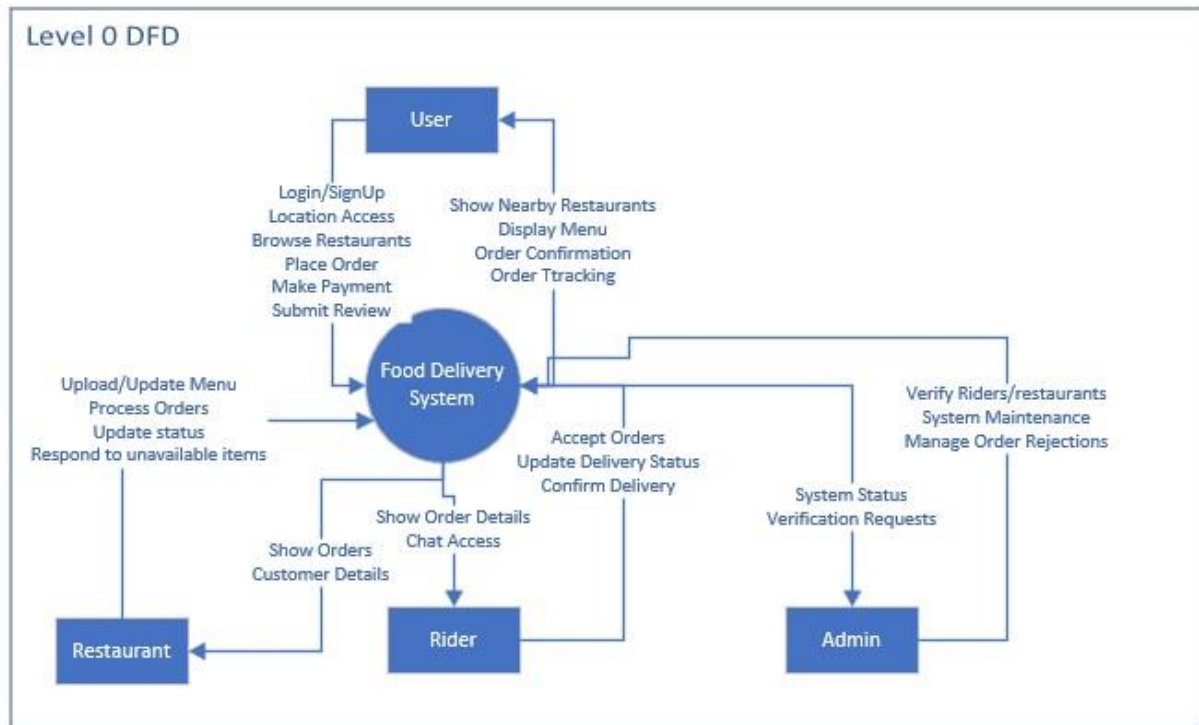 Level 0 DFD
User
Login/SignUp
Location Access
Browse Restaurants
Place Order
Make Payment
Submit Review
Show Nearby Restaurants
Display Menu
Order Confirmation
Order Ttracking
Food Delivery
System
Upload/Update Menu
Process Orders
Update status
Respond to unavailable items
Verify Riders/restaurants
System Maintenance
Manage Order Rejections
Accept Orders
Update Delivery Status
Confirm Delivery
System Status
Verification Requests
Show Order Details
Chat Access
Show Orders
Customer Details
Restaurant
Rider
Admin